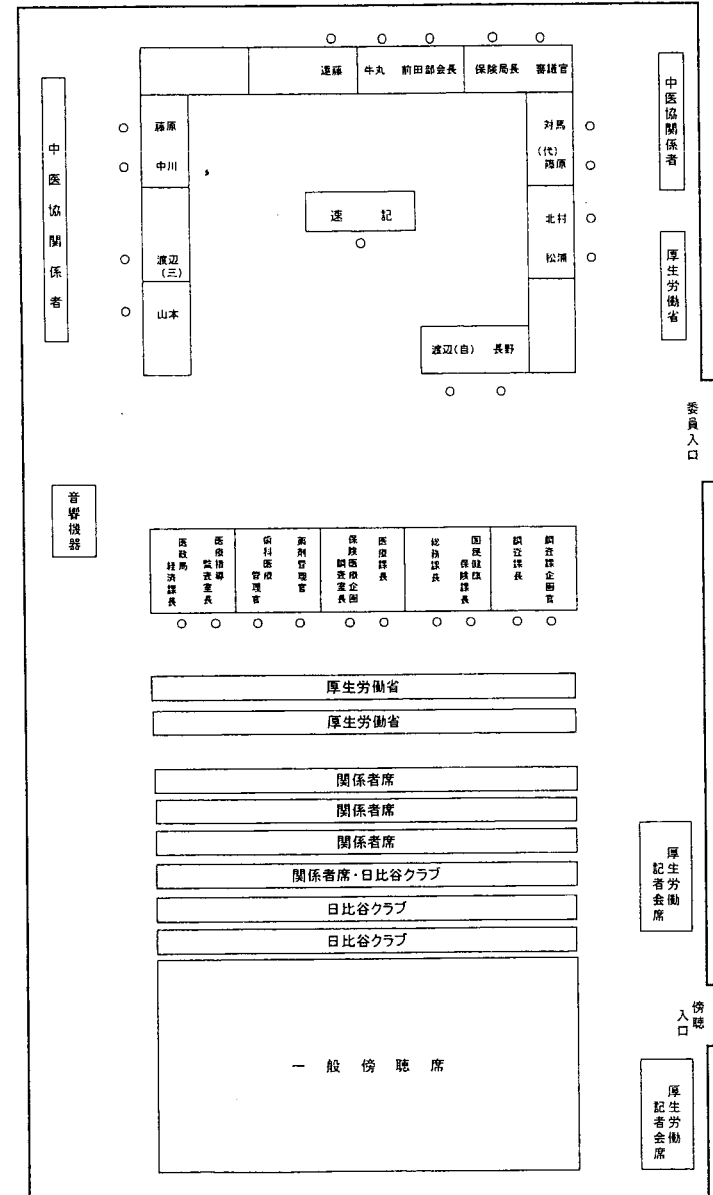 遠藤 牛丸 前田部会長 保険局長 審議官
中医協関係者
藤原
中川
渡辺
(三)
山本
速 記
対馬
(代)
篠原
北村
松浦
渡辺(自) 長野
中医協関係者
厚生労働省
委員入口
音響機器
医政局
経済課長
医療指導
監査室長
歯科医療
管理官
薬剤管理官
保険医療企画
調査室長
医療課長
総務課長
国民健康
保険課長
調査課長
調査課企画官
厚生労働省
厚生労働省
関係者席
関係者席
関係者席
関係者席・日比谷クラブ
日比谷クラブ
日比谷クラブ
厚生労働
記者会席
傍聴
入口
一 般 傍 聴 席
厚生労働
記者会席